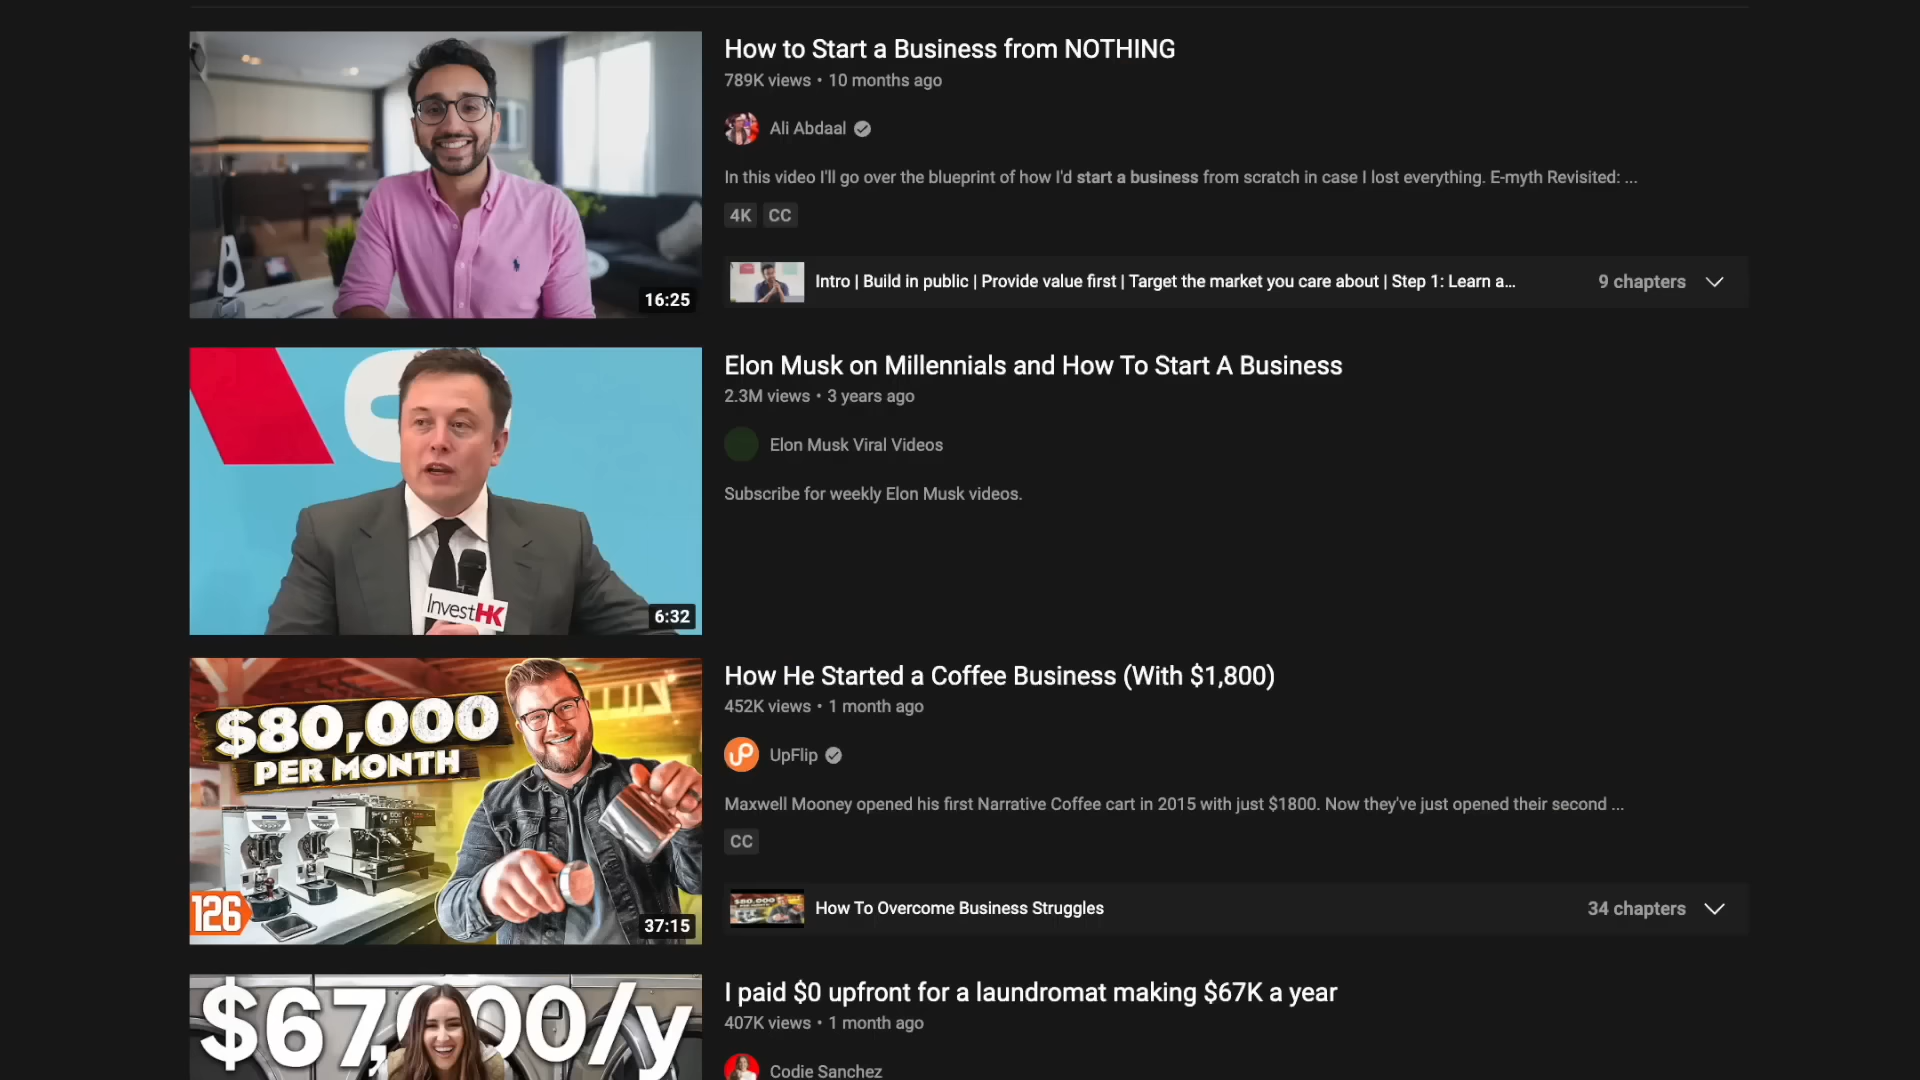 How to Start a Business from NOTHING
789K views • 10 months ago
Ali Abdaal
In this video I'll go over the blueprint of how I'd start a business from scratch in case I lost everything. E-myth Revisited: ...
4K CC
Intro | Build in public | Provide value first | Target the market you care about | Step 1: Learn a...
9 chapters
16:25
Elon Musk on Millennials and How To Start A Business
2.3M views • 3 years ago
Elon Musk Viral Videos
Subscribe for weekly Elon Musk videos.
InvestHK
6:32
How He Started a Coffee Business (With $1,800)
452K views • 1 month ago
UpFlip
Maxwell Mooney opened his first Narrative Coffee cart in 2015 with just $1800. Now they've just opened their second ...
CC
How To Overcome Business Struggles
34 chapters
$80,000
PER MONTH
126
37:15
I paid $0 upfront for a laundromat making $67K a year
407K views • 1 month ago
Codie Sanchez
$67,000/y